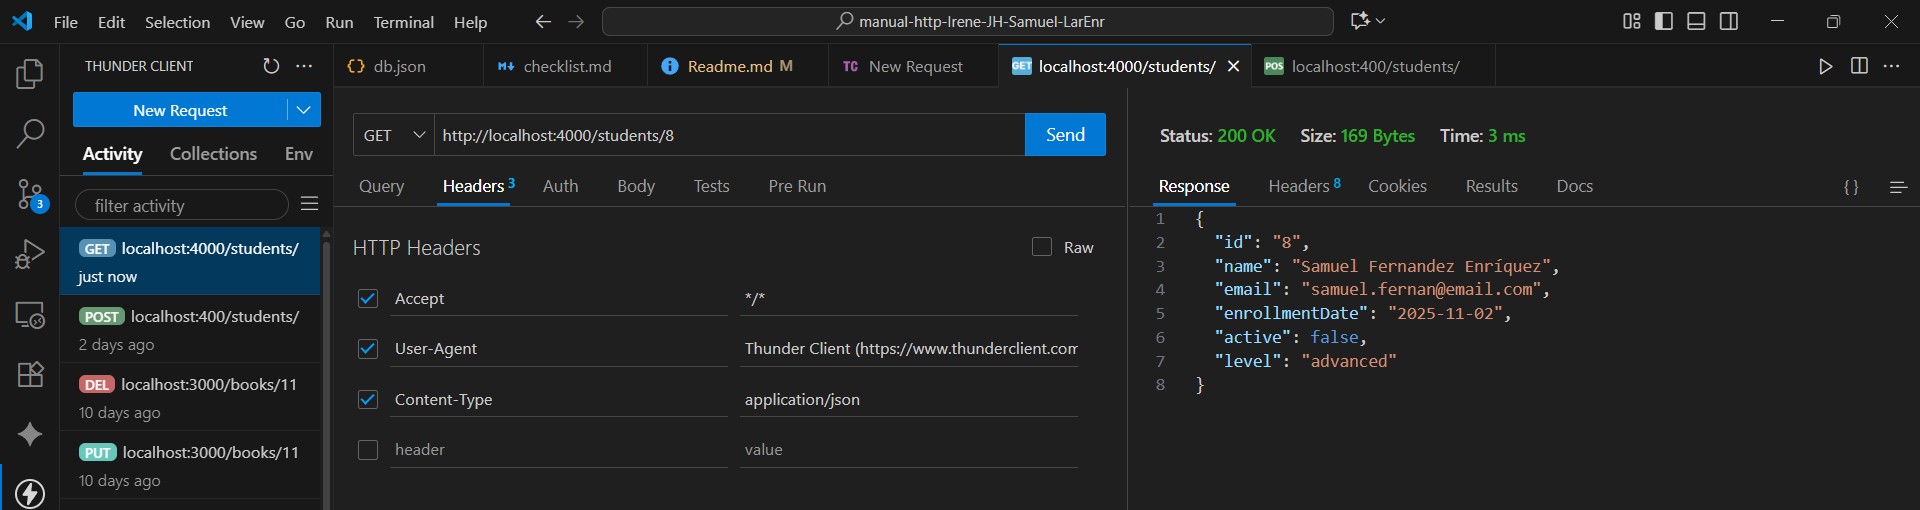 File Edit Selection View Go Run Terminal Help
manual-http-Irene-JH-Samuel-LarEnr
THUNDER CLIENT
New Request
Activity Collections Env
filter activity
GET localhost:4000/students/
just now
POST localhost:400/students/
2 days ago
DEL localhost:3000/books/11
10 days ago
PUT localhost:3000/books/11
10 days ago
3
{} db.json
checklist.md
Readme.md M
TC New Request
GET localhost:4000/students/
POS localhost:400/students/
GET http://localhost:4000/students/8 Send
Query Headers 3 Auth Body Tests Pre Run
HTTP Headers Raw
Accept */*
User-Agent Thunder Client (https://www.thunderclient.com
Content-Type application/json
header value
Status: 200 OK Size: 169 Bytes Time: 3 ms
Response Headers 8 Cookies Results Docs {}
1 {
2 "id": "8",
3 "name": "Samuel Fernandez Enríquez",
4 "email": "samuel.fernan@email.com",
5 "enrollmentDate": "2025-11-02",
6 "active": false,
7 "level": "advanced"
8 }